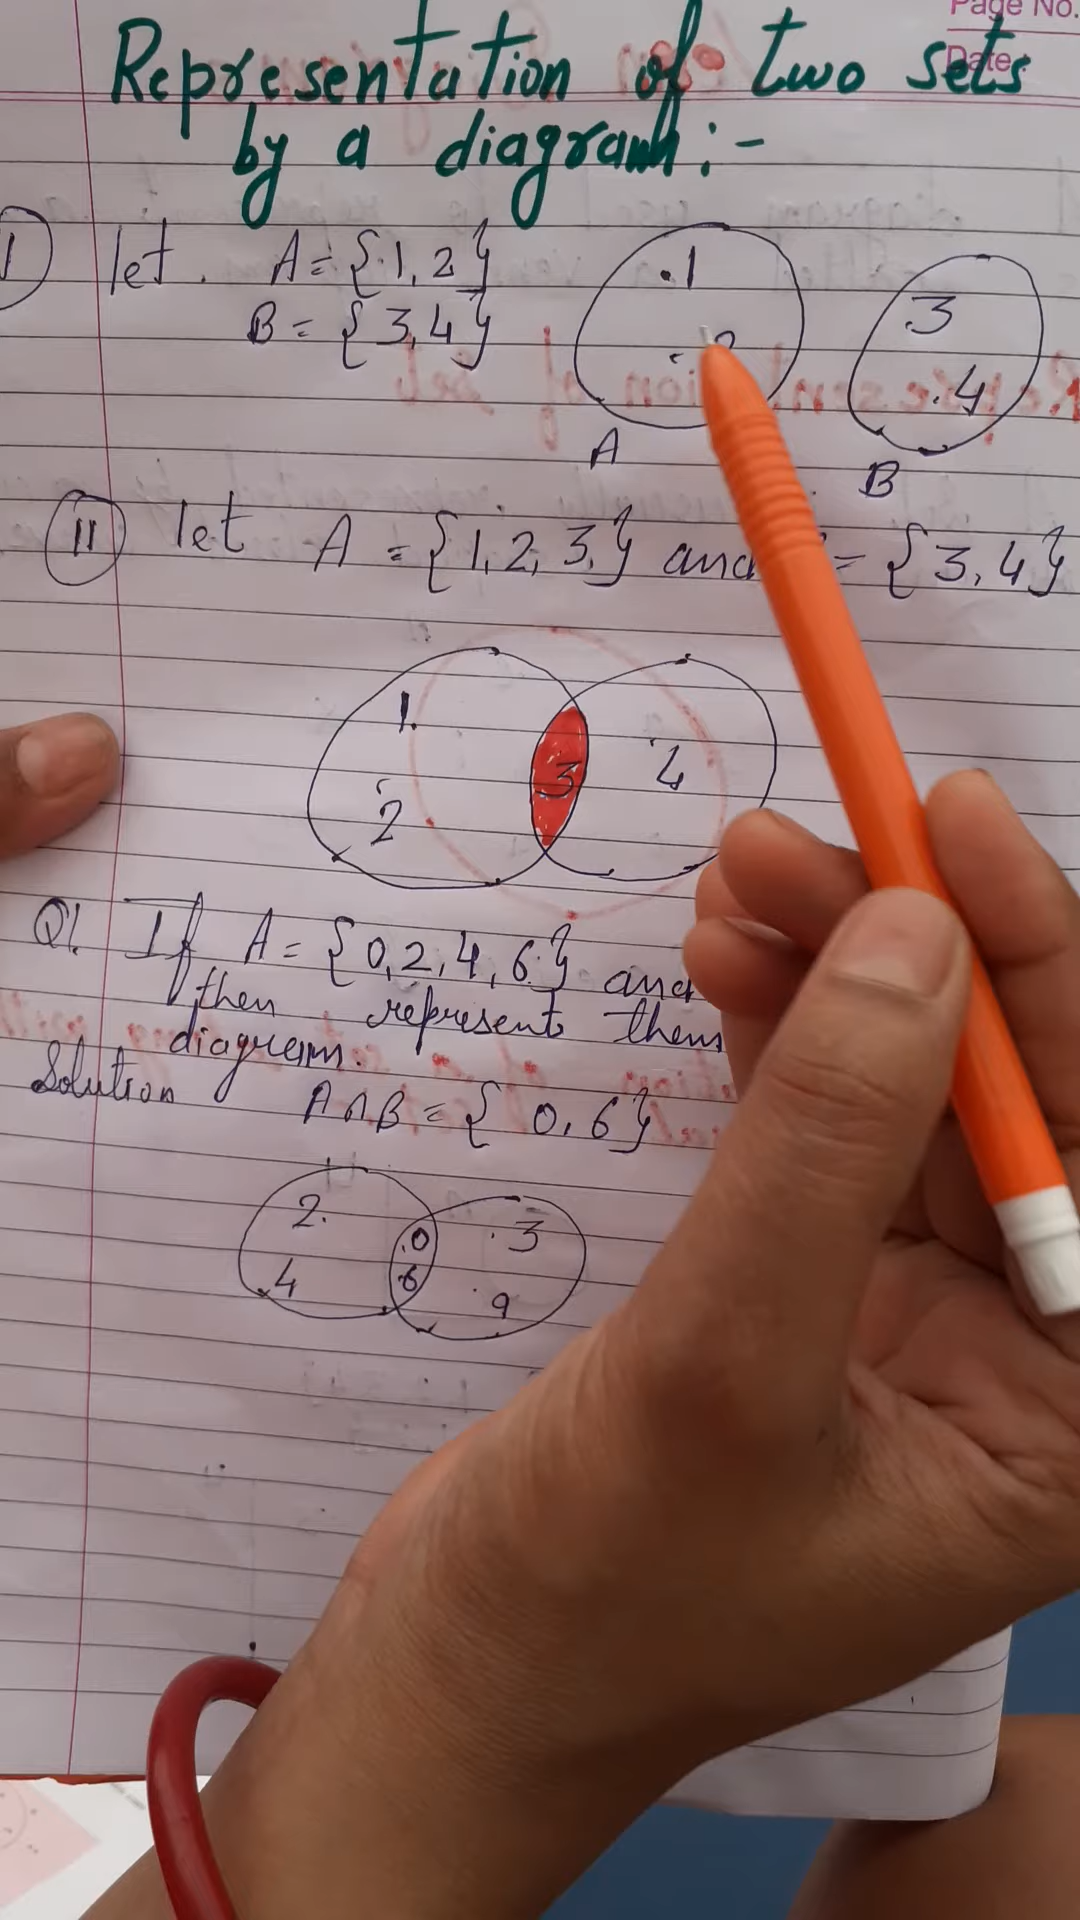 Page No.
Date
Representation of two sets
by a diagram:-
I let. A = {1, 2}
B = {3, 4}
.1
3
.4
A
B
II let A = {1, 2, 3,} and = {3, 4}
1.
2
3
4
Q1. If A = {0, 2, 4, 6} and
then represent them
diagrams.
Solution A∩B = { 0, 6}
2.
4
.0
6
.3
.9